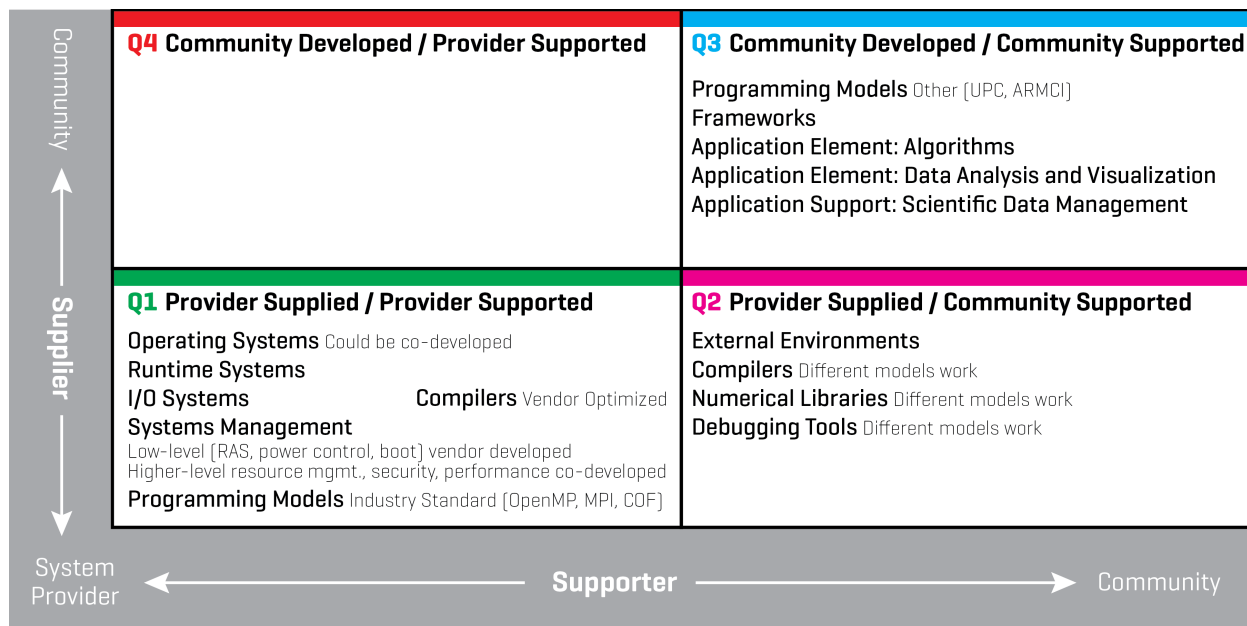 Community
Supplier
System
Provider
Q4 Community Developed / Provider Supported
Q3 Community Developed / Community Supported
Programming Models Other (UPC, ARMCI)
Frameworks
Application Element: Algorithms
Application Element: Data Analysis and Visualization
Application Support: Scientific Data Management
Q1 Provider Supplied / Provider Supported
Operating Systems Could be co-developed
Runtime Systems
I/O Systems Compilers Vendor Optimized
Systems Management
Low-level (RAS, power control, boot) vendor developed
Higher-level resource mgmt., security, performance co-developed
Programming Models Industry Standard (OpenMP, MPI, COF)
Q2 Provider Supplied / Community Supported
External Environments
Compilers Different models work
Numerical Libraries Different models work
Debugging Tools Different models work
Supporter
Community